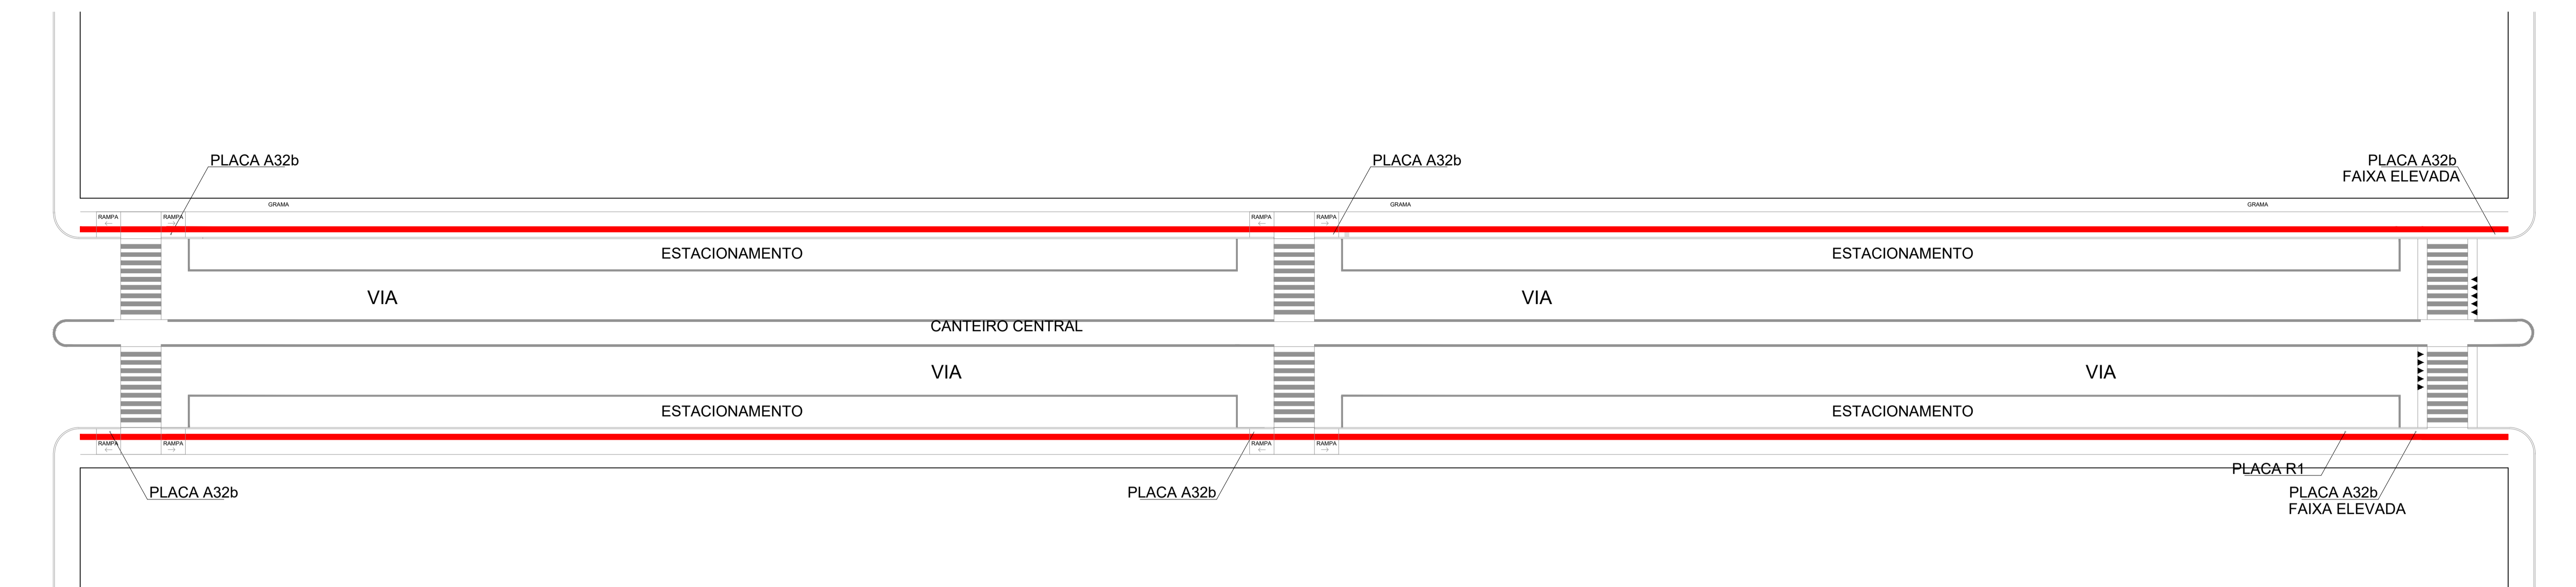 PLACA A32b
PLACA A32b
PLACA A32b
FAIXA ELEVADA
GRAMA
GRAMA
GRAMA
RAMPA
RAMPA
RAMPA
RAMPA
ESTACIONAMENTO
ESTACIONAMENTO
VIA
VIA
CANTEIRO CENTRAL
VIA
VIA
ESTACIONAMENTO
ESTACIONAMENTO
RAMPA
RAMPA
RAMPA
RAMPA
PLACA R1
PLACA A32b
PLACA A32b
PLACA A32b
FAIXA ELEVADA